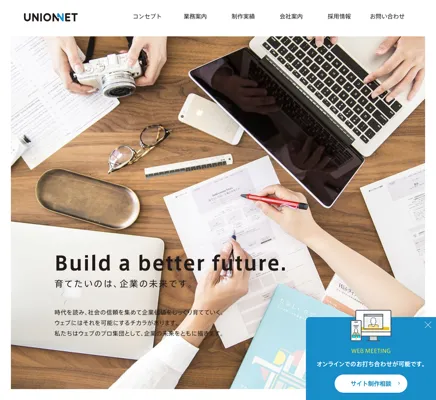 UNIONNET
コンセプト
業務案内
制作実績
会社案内
採用情報
お問い合わせ
Build a better future.
育てたいのは、企業の未来です。
時代を読み、社会の信頼を集めて企業価値をじっくり育てていく。
ウェブにはそれを可能にするチカラがあります。
私たちはウェブのプロ集団として、企業の未来をともに描きます。
WEB MEETING
オンラインでのお打ち合わせが可能です。
サイト制作相談